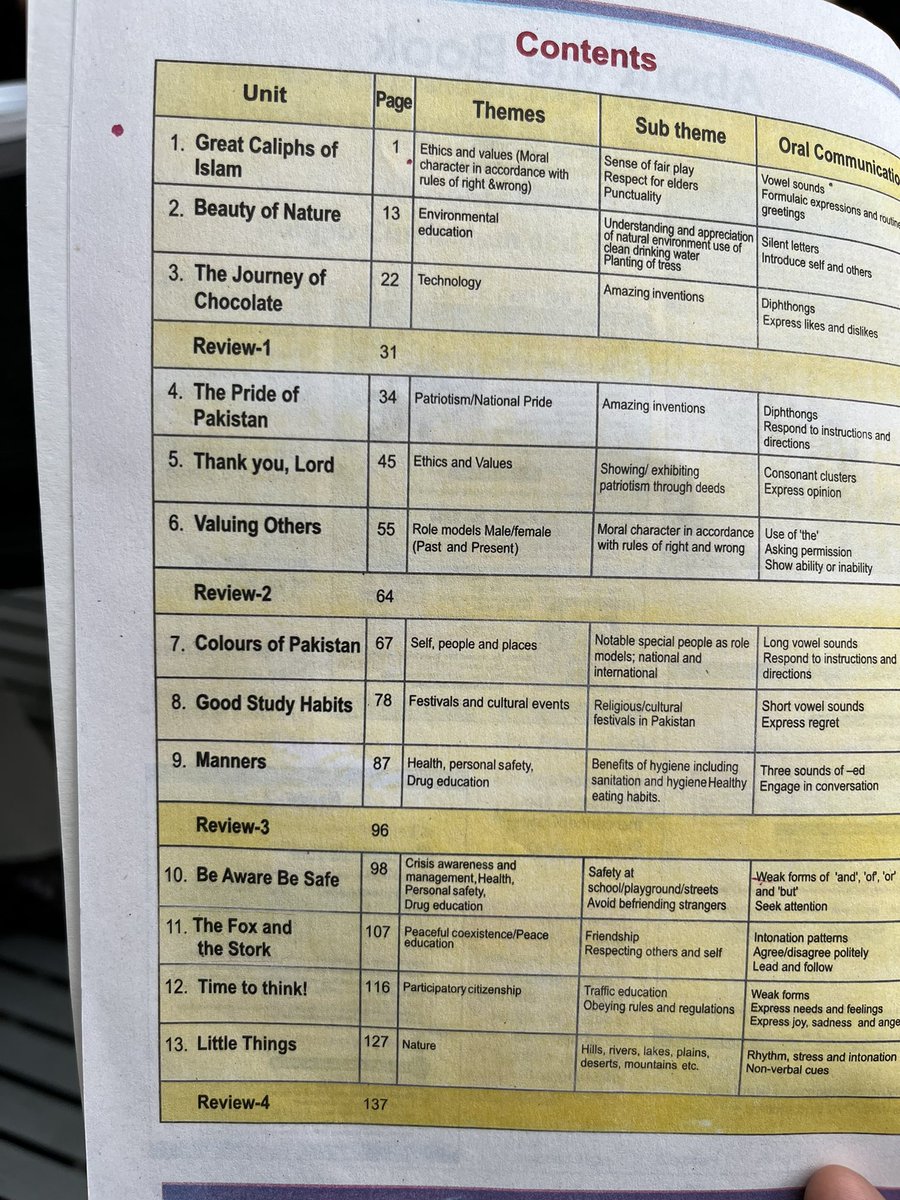 Contents
Unit Page Themes Sub theme Oral
1. Great Caliphs of Islam
1
Ethics and values (Moral
character in accordance with
rules of right &wrong)
Sense of fair play
Respect for elders
Punctuality
Vowel sounds
Formulaic expressions and
greetings
2. Beauty of Nature
13
Environmental
education
Understanding and appreciation
of natural environment use of
clean drinking water
Planting of tress
Silent letters
Introduce self and others
3. The Journey of
Chocolate
22
Technology
Amazing inventions
Diphthongs
Express likes and dislikes
Review-1 31
4. The Pride of
Pakistan
34
Patriotism/National Pride
Amazing inventions
Diphthongs
Respond to instructions and
directions
5. Thank you, Lord
45
Ethics and Values
Showing/ exhibiting
patriotism through deeds
Consonant clusters
Express opinion
6. Valuing Others
55
Role models Male/female
(Past and Present)
Moral character in accordance
with rules of right and wrong
Use of 'the'
Asking permission
Show ability or inability
Review-2 64
7. Colours of Pakistan
67
Self, people and places
Notable special people as role
models; national and
international
Long vowel sounds
Respond to instructions and
directions
8. Good Study Habits
78
Festivals and cultural events
Religious/cultural
festivals in Pakistan
Short vowel sounds
Express regret
9. Manners
87
Health, personal safety,
Drug education
Benefits of hygiene including
sanitation and hygiene Healthy
eating habits.
Three sounds of –ed
Engage in conversation
Review-3 96
10. Be Aware Be Safe
98
Crisis awareness and
management, Health,
Personal safety,
Drug education
Safety at
school/playground/streets
Avoid befriending strangers
Weak forms of 'and', 'of', 'or'
and 'but'
Seek attention
11. The Fox and
the Stork
107
Peaceful coexistence/Peace
education
Friendship
Respecting others and self
Intonation patterns
Agree/disagree politely
Lead and follow
12. Time to think!
116
Participatory citizenship
Traffic education
Obeying rules and regulations
Weak forms
Express needs and feelings
Express joy, sadness and
13. Little Things
127
Nature
Hills, rivers, lakes, plains,
deserts, mountains etc.
Rhythm, stress and intonation
Non-verbal cues
Review-4 137